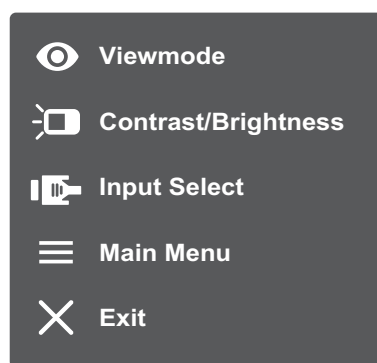 Viewmode
Contrast/Brightness
Input Select
Main Menu
Exit